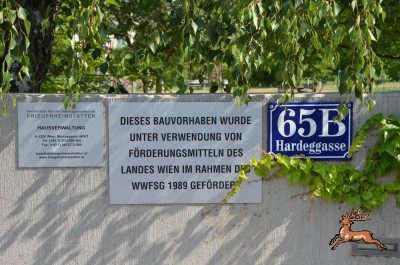 KRIEGERHEIMSTÄTTEN
HAUSVERWALTUNG
DIESES BAUVORHABEN WURDE
UNTER VERWENDUNG VON
FÖRDERUNGSMITTELN DES
LANDES WIEN IM RAHMEN DES
WWFSG 1989 GEFÖRDERT
65B
Hardeggasse